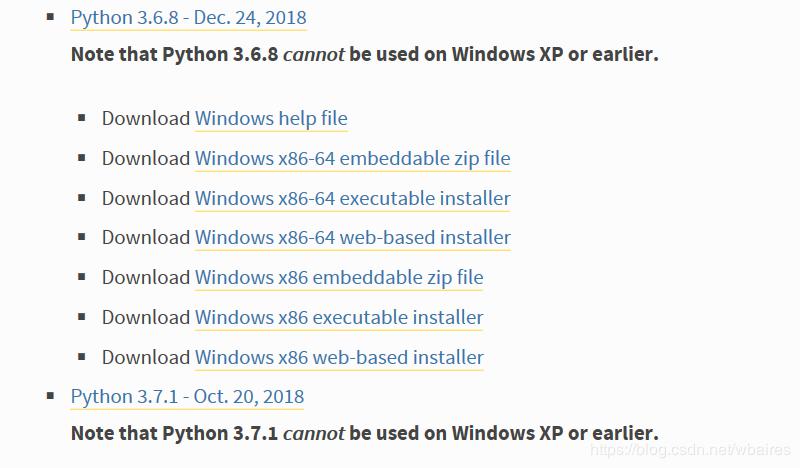 Python 3.6.8 - Dec. 24, 2018
Note that Python 3.6.8 cannot be used on Windows XP or earlier.
Download Windows help file
Download Windows x86-64 embeddable zip file
Download Windows x86-64 executable installer
Download Windows x86-64 web-based installer
Download Windows x86 embeddable zip file
Download Windows x86 executable installer
Download Windows x86 web-based installer
Python 3.7.1 - Oct. 20, 2018
Note that Python 3.7.1 cannot be used on Windows XP or earlier.
https://blog.csdn.net/wbaires